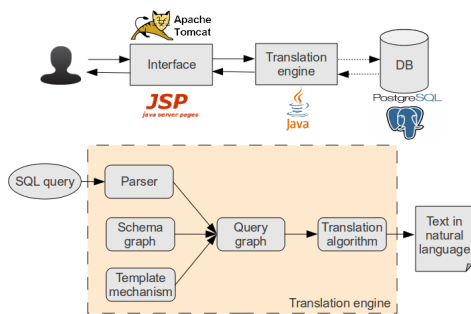 Apache
Tomcat
Interface
Translation
engine
DB
JSP
java server pages
Java
PostgreSQL
SQL query
Parser
Schema
graph
Query
graph
Translation
algorithm
Text in
natural
language
Template
mechanism
Translation engine